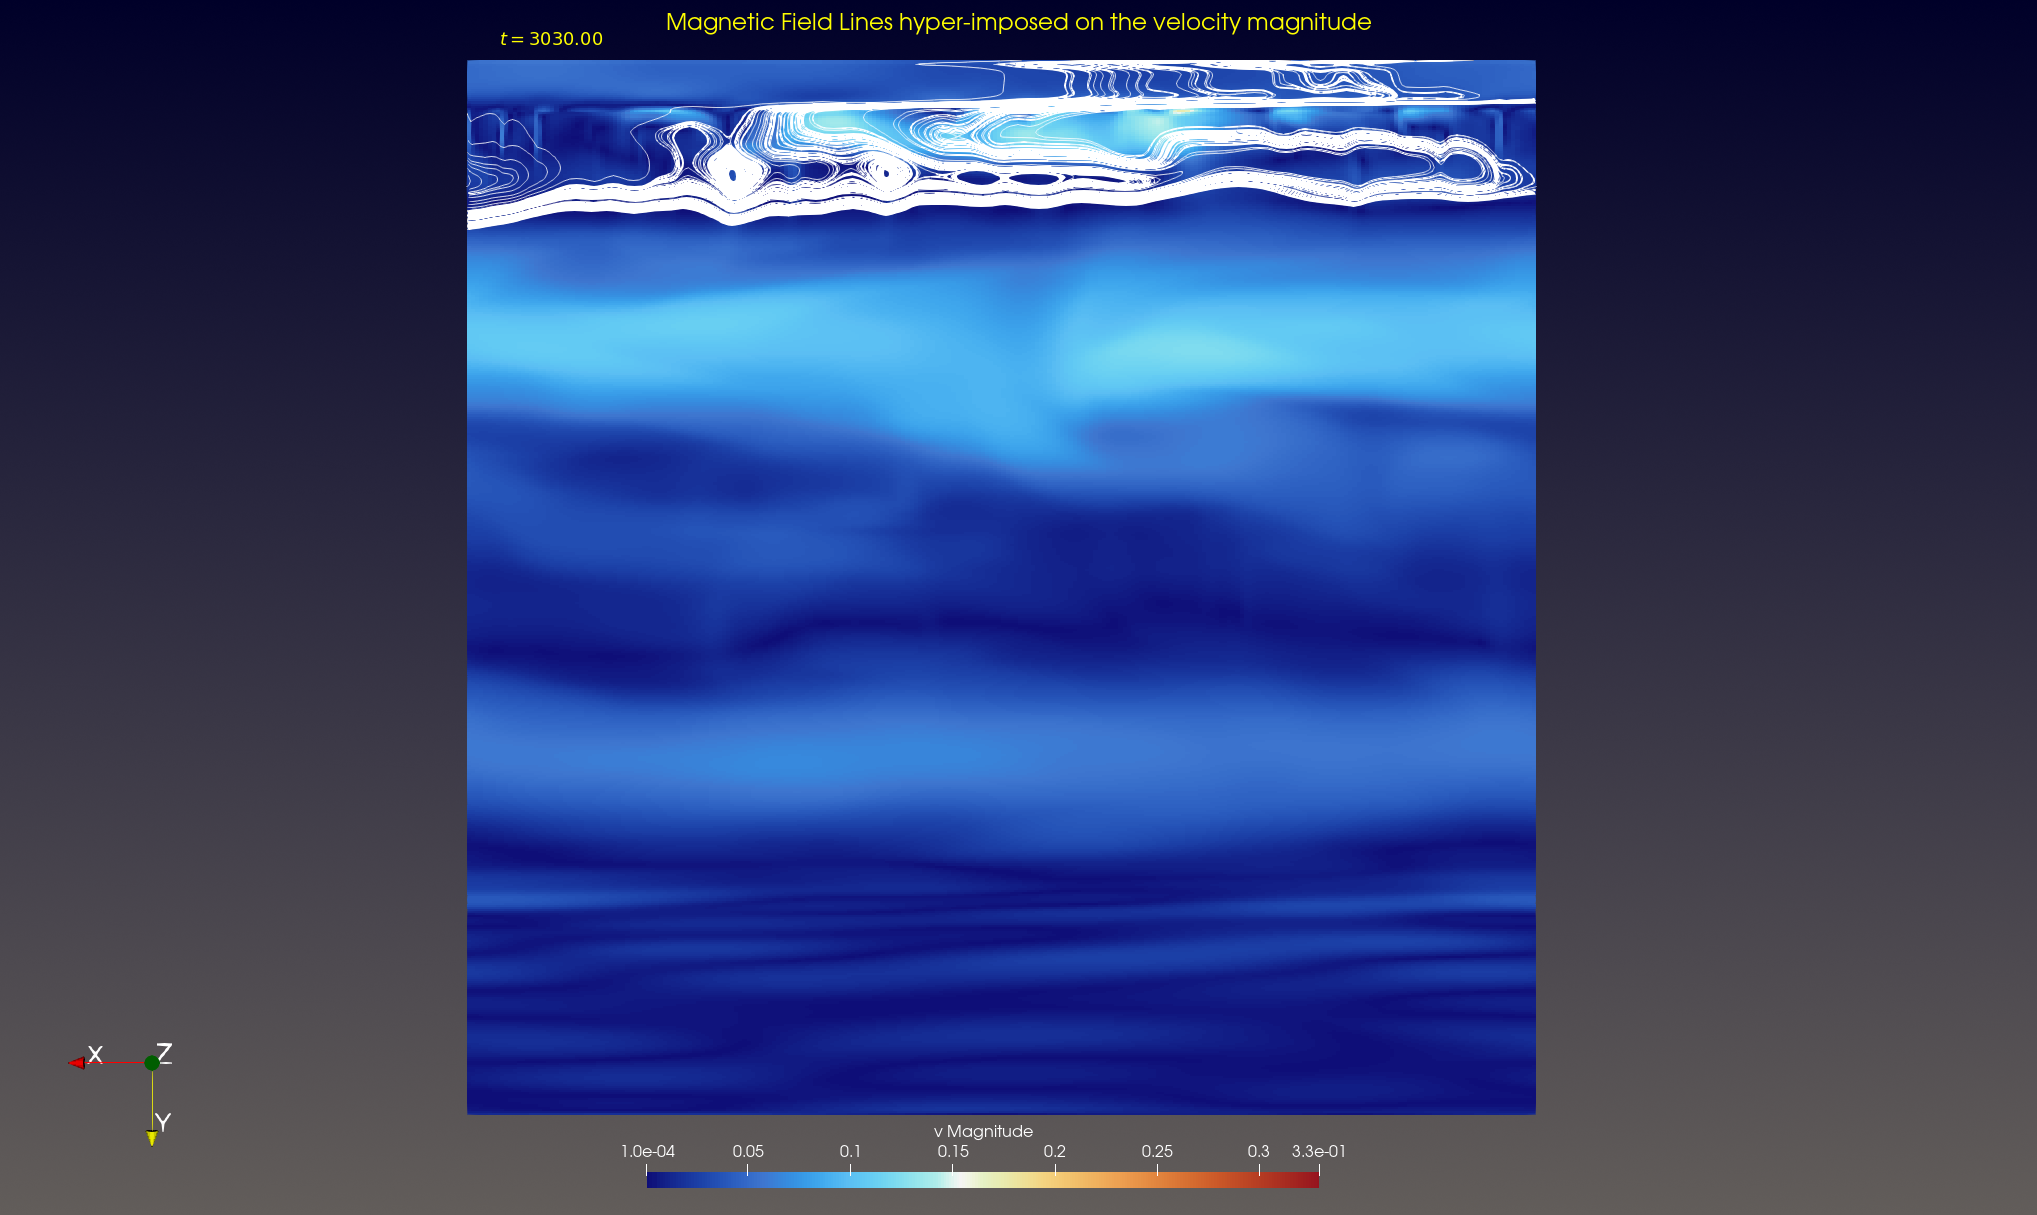 Magnetic Field Lines hyper-imposed on the velocity magnitude
t = 3030.00
X
Z
Y
v Magnitude
1.0e-04 0.05 0.1 0.15 0.2 0.25 0.3 3.3e-01